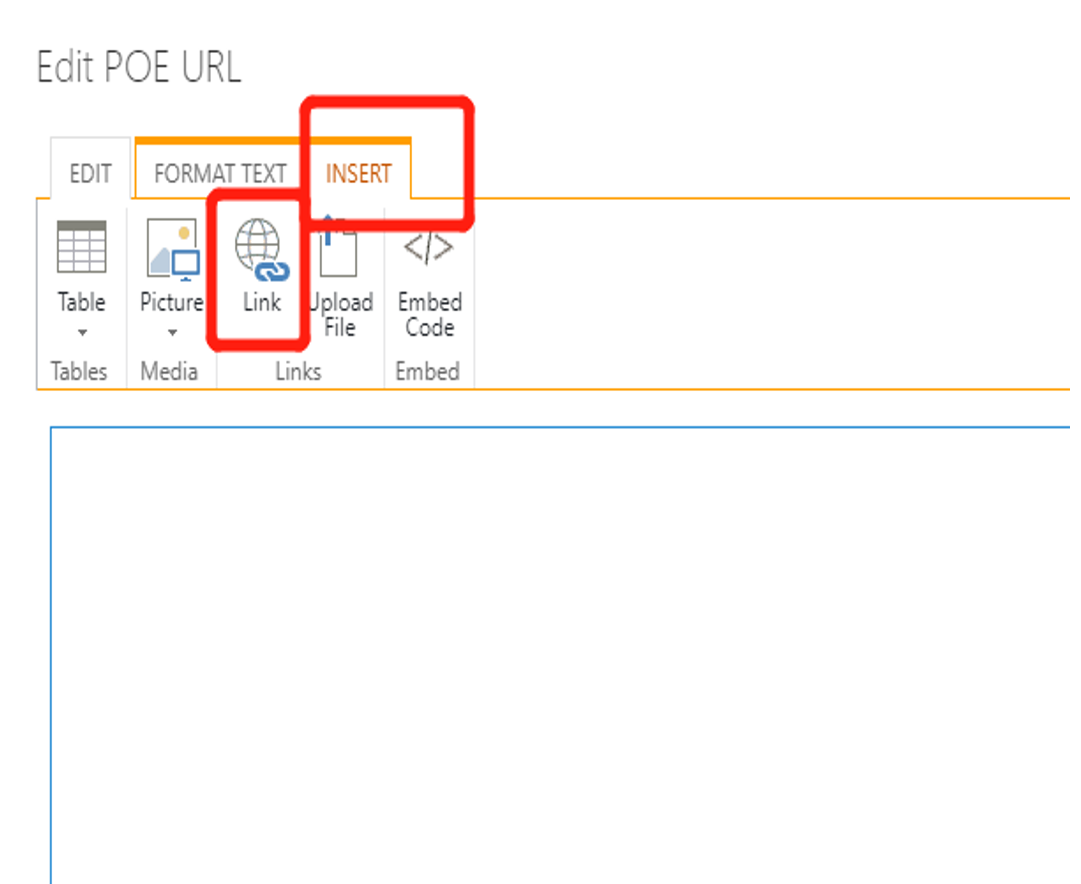 Edit POE URL
EDIT FORMAT TEXT INSERT
Table Picture Link Upload File Embed Code
Tables Media Links Embed